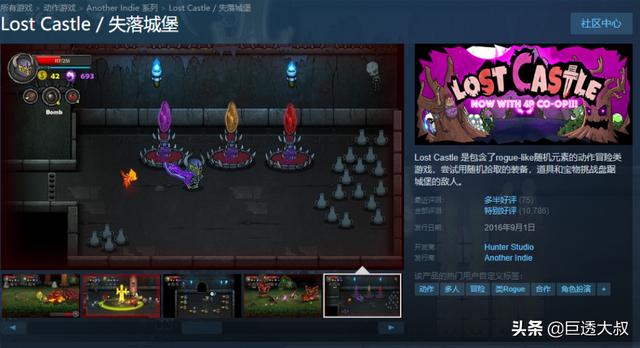 所有游戏 > 动作游戏 > Another Indie 系列 > Lost Castle / 失落城堡
Lost Castle / 失落城堡
社区中心
42
693
Bomb
LOST CASTLE
NOW WITH 4P CO-OP!!!
Lost Castle 是包含了rogue-like随机元素的动作冒险类
游戏，尝试用随机拾取的装备，道具和宝物挑战盘踞
城堡的敌人。
最近评测: 多半好评 (75)
全部评测: 特别好评 (10,786)
发行日期: 2016年9月1日
开发商: Hunter Studio
发行商: Another Indie
该产品的热门用户自定义标签:
动作 多人 冒险 类Rogue 合作 角色扮演 +
头条 @巨透大叔